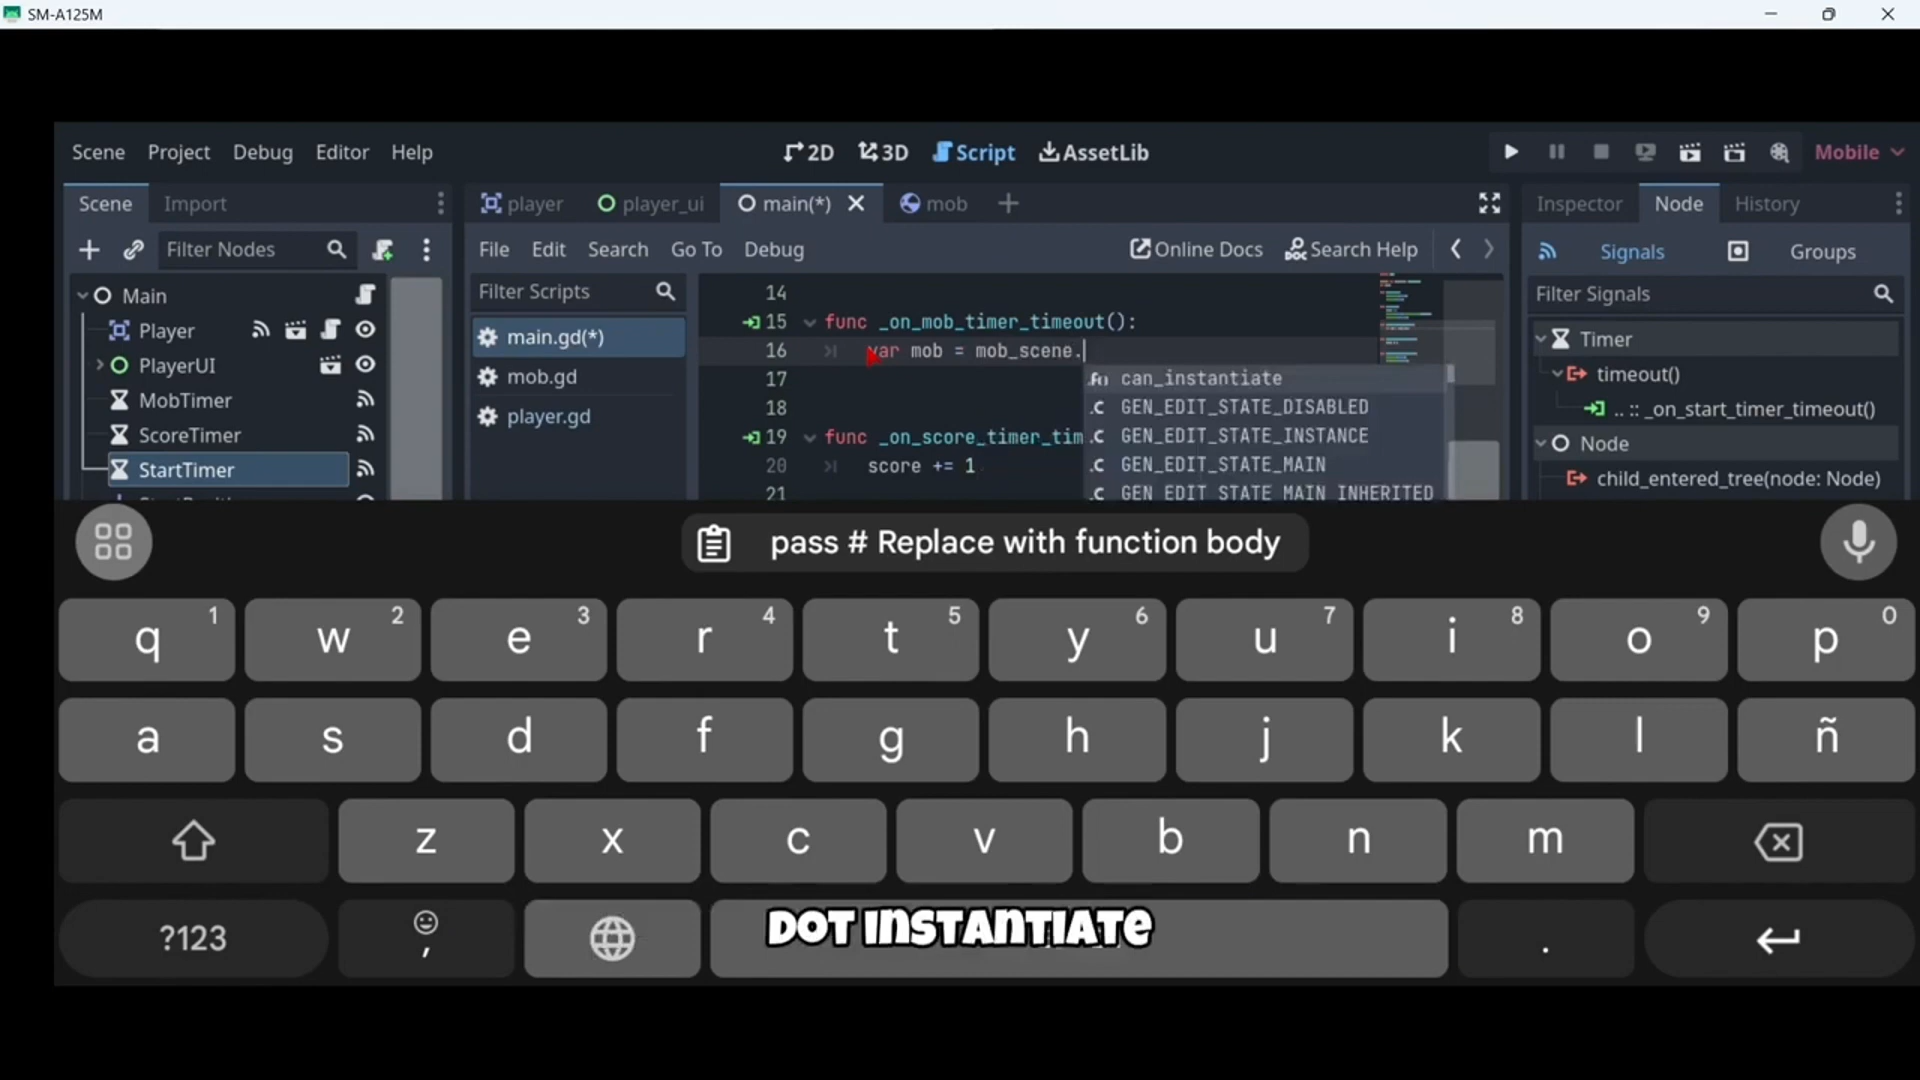 SM-A125M
Scene Project Debug Editor Help 2D 3D Script AssetLib Mobile
Scene Import player player_ui main(*) mob Inspector Node History
Filter Nodes File Edit Search Go To Debug Online Docs Search Help Signals Groups
Main
Player
PlayerUI
MobTimer
ScoreTimer
StartTimer
Filter Scripts
main.gd(*)
mob.gd
player.gd
14
15 func _on_mob_timer_timeout():
16 var mob = mob_scene.
17
18
19 func _on_score_timer_tim
20 score += 1
21
can_instantiate
GEN_EDIT_STATE_DISABLED
GEN_EDIT_STATE_INSTANCE
GEN_EDIT_STATE_MAIN
GEN_EDIT_STATE_MAIN_INHERITED
Filter Signals
Timer
timeout()
.. :: _on_start_timer_timeout()
Node
child_entered_tree(node: Node)
pass # Replace with function body
q 1 w 2 e 3 r 4 t 5 y 6 u 7 i 8 o 9 p 0
a s d f g h j k l ñ
z x c v b n m
?123 , .
DOT INSTANTIATE